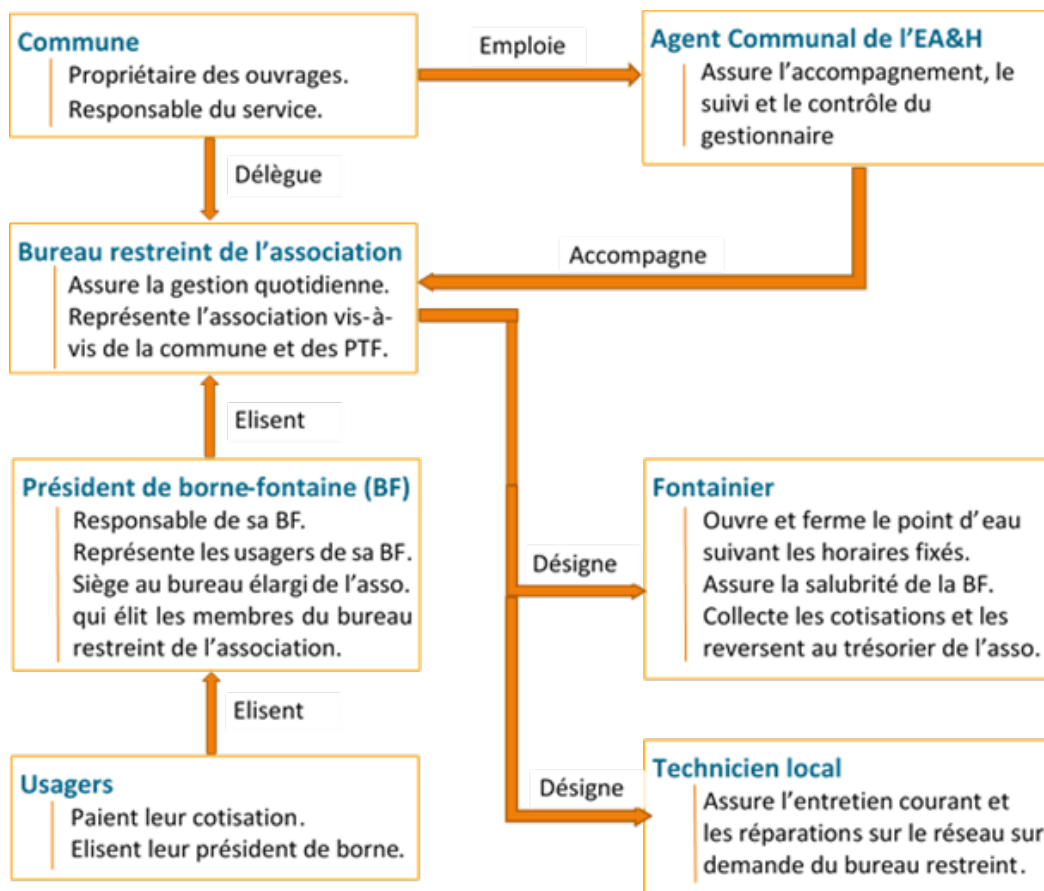 Commune
Propriétaire des ouvrages.
Responsable du service.
Emploie
Agent Communal de l’EA&H
Assure l’accompagnement, le
suivi et le contrôle du
gestionnaire
Délègue
Bureau restreint de l’association
Assure la gestion quotidienne.
Représente l’association vis-à-
vis de la commune et des PTF.
Accompagne
Elisent
Président de borne-fontaine (BF)
Responsable de sa BF.
Représente les usagers de sa BF.
Siège au bureau élargi de l’asso.
qui élit les membres du bureau
restreint de l’association.
Désigne
Fontainier
Ouvre et ferme le point d’eau
suivant les horaires fixés.
Assure la salubrité de la BF.
Collecte les cotisations et les
reversent au trésorier de l’asso.
Elisent
Usagers
Paient leur cotisation.
Elisent leur président de borne.
Désigne
Technicien local
Assure l’entretien courant et
les réparations sur le réseau sur
demande du bureau restreint.